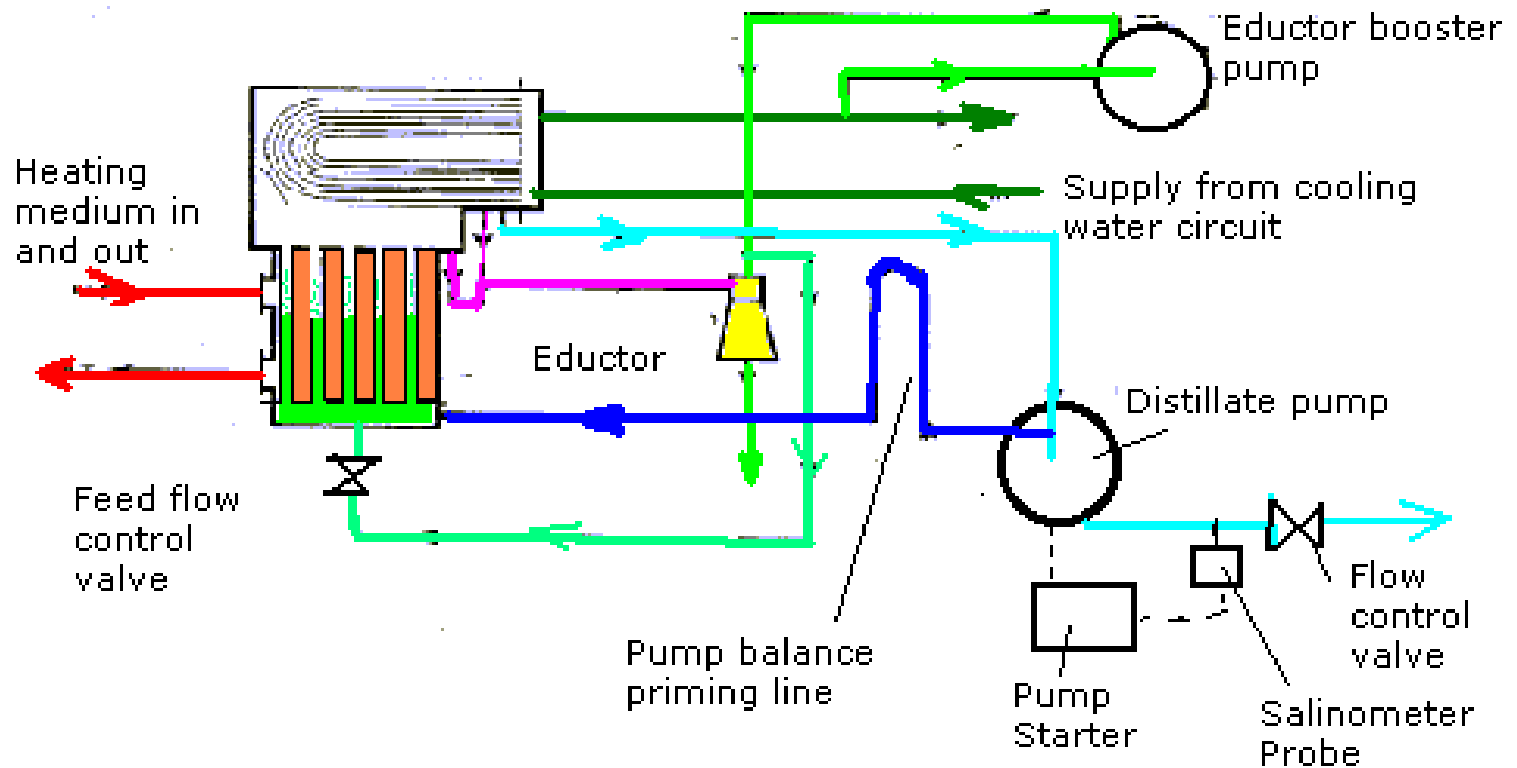 Eductor booster
pump
Heating
medium in
and out
Supply from cooling
water circuit
Eductor
Distillate pump
Feed flow
control
valve
Flow
control
valve
Pump balance
priming line
Pump
Starter
Salinometer
Probe